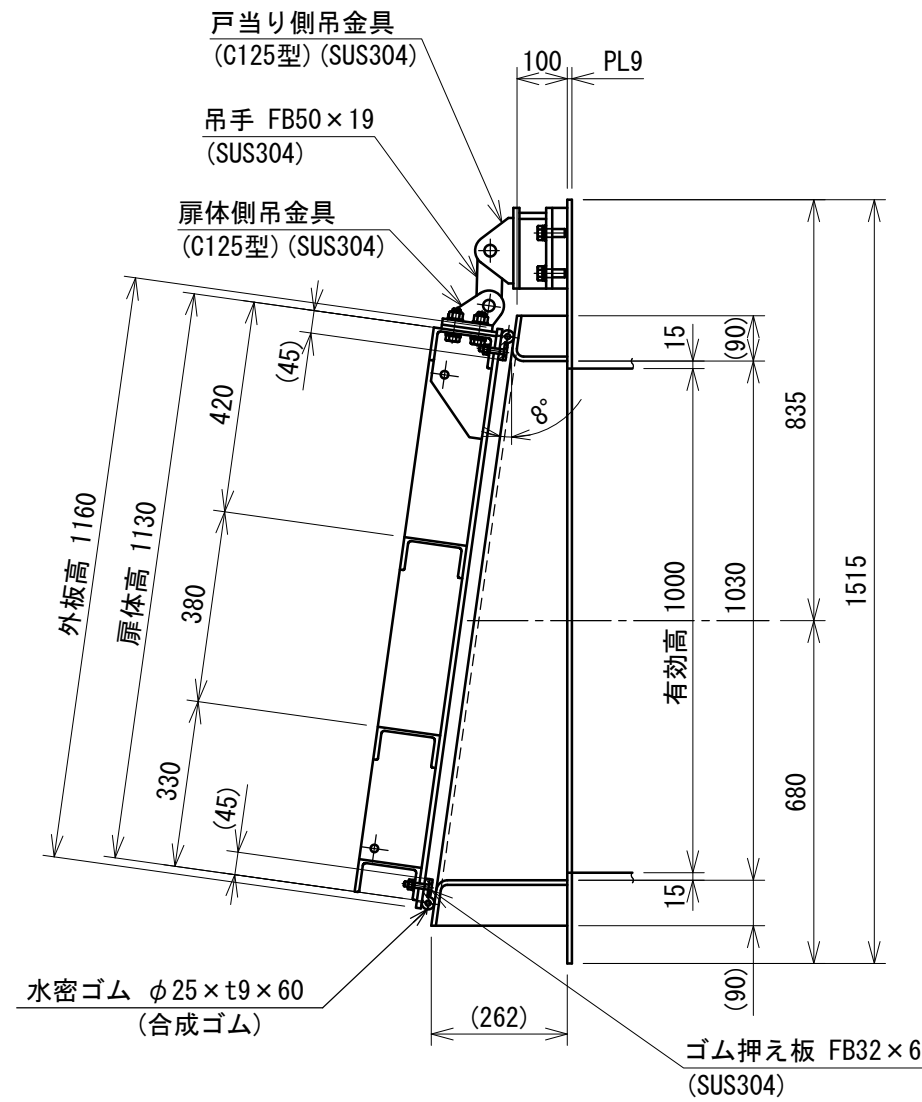 戸当り側吊金具
(C125型)(SUS304)
100
PL9
吊手 FB50×19
(SUS304)
扉体側吊金具
(C125型)(SUS304)
(45)
15
(90)
420
8°
835
外板高 1160
扉体高 1130
380
有効高 1000
1030
1515
330
(45)
680
15
(90)
水密ゴム φ25×t9×60
(合成ゴム)
(262)
ゴム押え板 FB32×6
(SUS304)